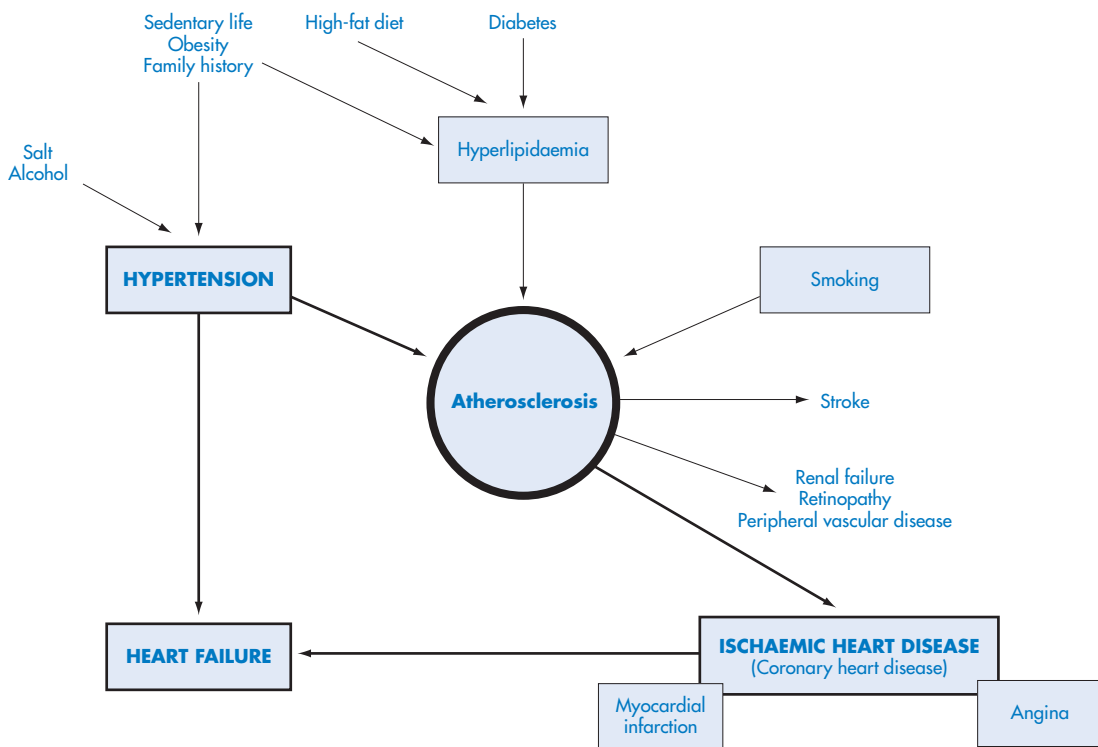 Sedentary life
Obesity
Family history
High-fat diet
Diabetes
Hyperlipidaemia
Salt
Alcohol
HYPERTENSION
Smoking
Atherosclerosis
Stroke
Renal failure
Retinopathy
Peripheral vascular disease
HEART FAILURE
ISCHAEMIC HEART DISEASE
(Coronary heart disease)
Myocardial
infarction
Angina